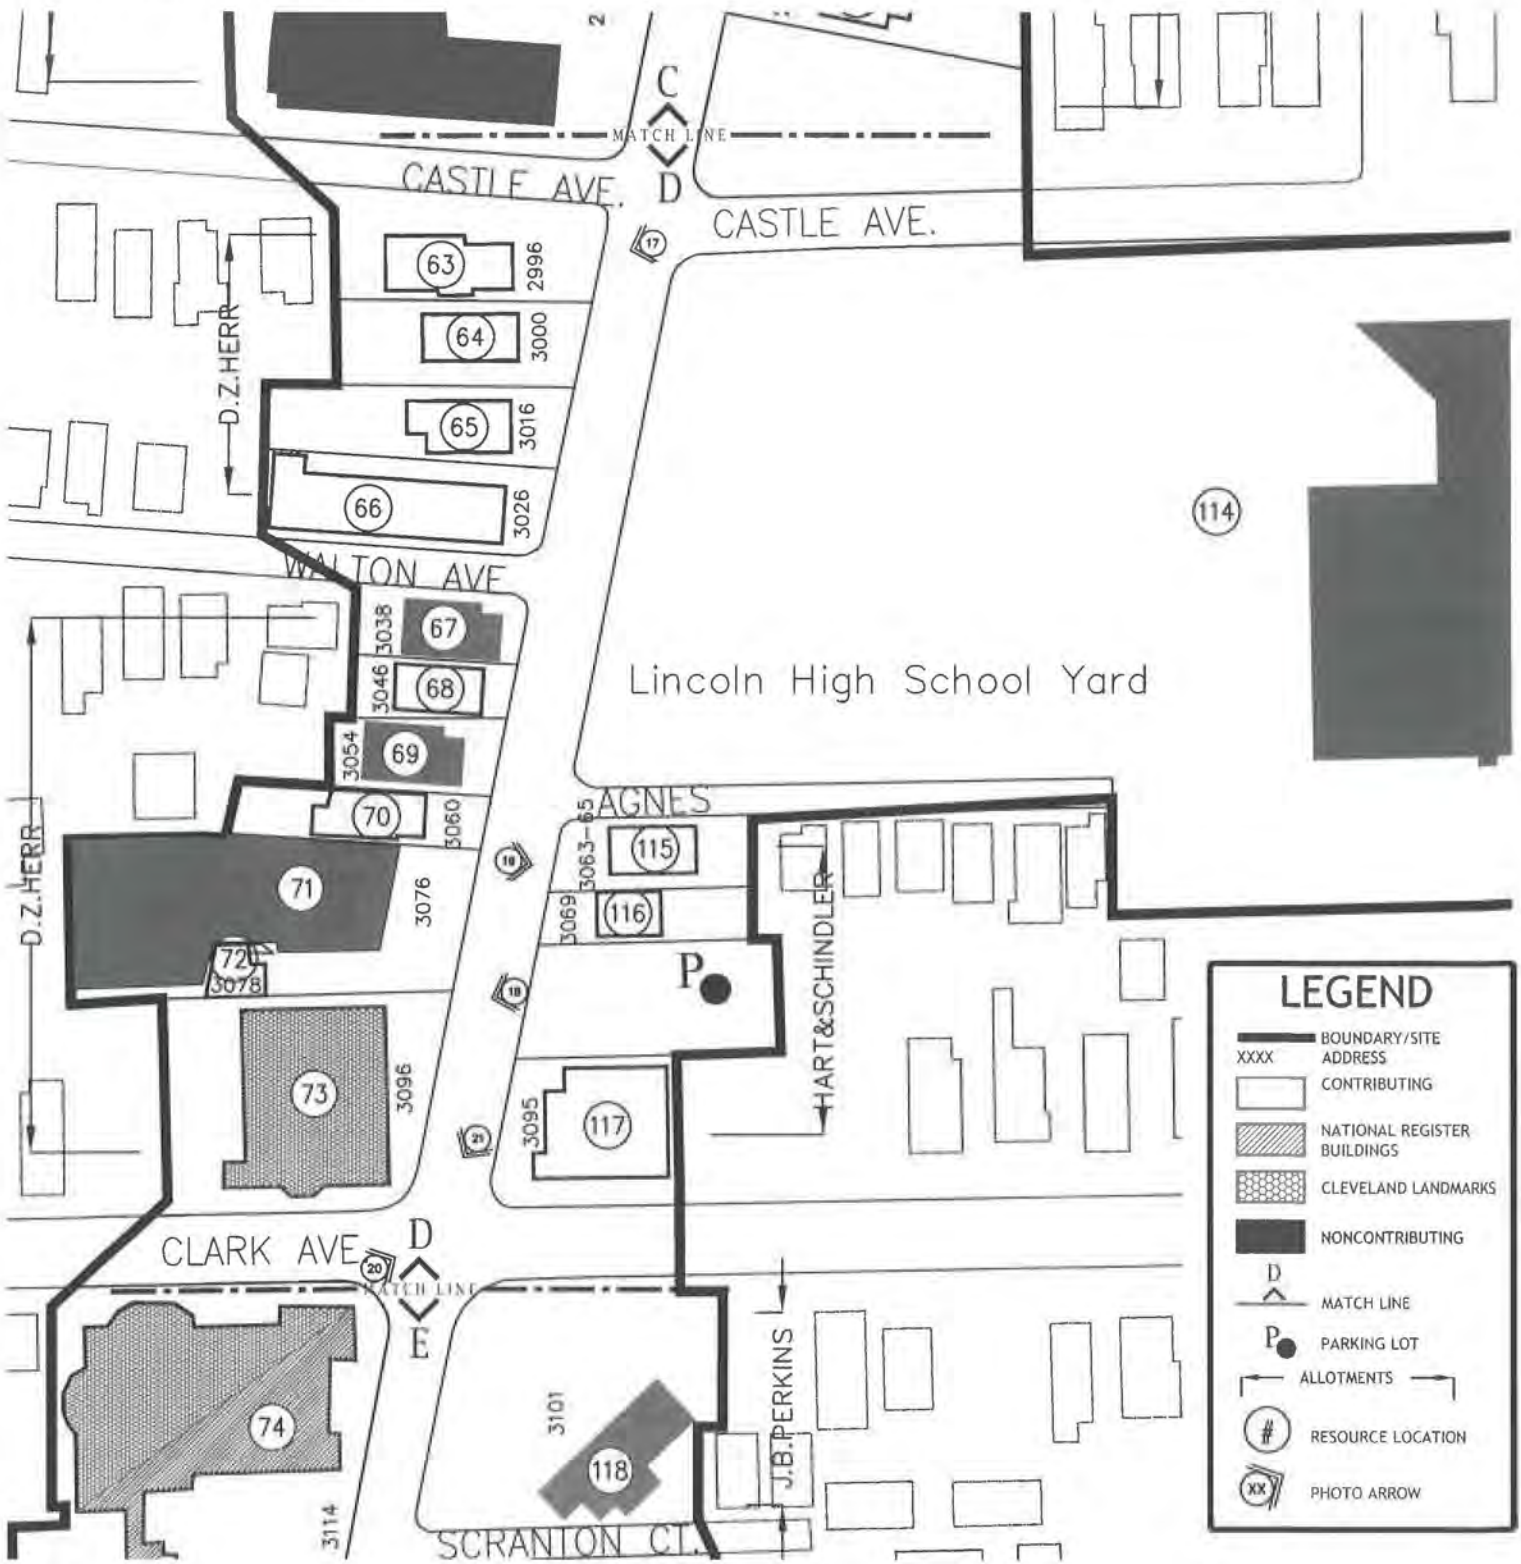 2
C
MATCH LINE
D
CASTLE AVE.
CASTLE AVE.
17
63
2996
64
3000
D.Z.HERR
65
3016
66
3026
114
WALTON AVE
67
3038
68
3046
Lincoln High School Yard
69
3054
70
3060
AGNES
3063-65
115
71
3076
116
3069
D.Z.HERR
72
3078
P
18
HART&SCHINDLER
73
3096
117
3095
21
CLARK AVE
20
D
MATCH LINE
E
74
3114
3101
118
J.B.PERKINS
SCRANTON CT.
LEGEND
BOUNDARY/SITE
XXXX ADDRESS
CONTRIBUTING
NATIONAL REGISTER
BUILDINGS
CLEVELAND LANDMARKS
NONCONTRIBUTING
D
MATCH LINE
P PARKING LOT
ALLOTMENTS
# RESOURCE LOCATION
XX PHOTO ARROW